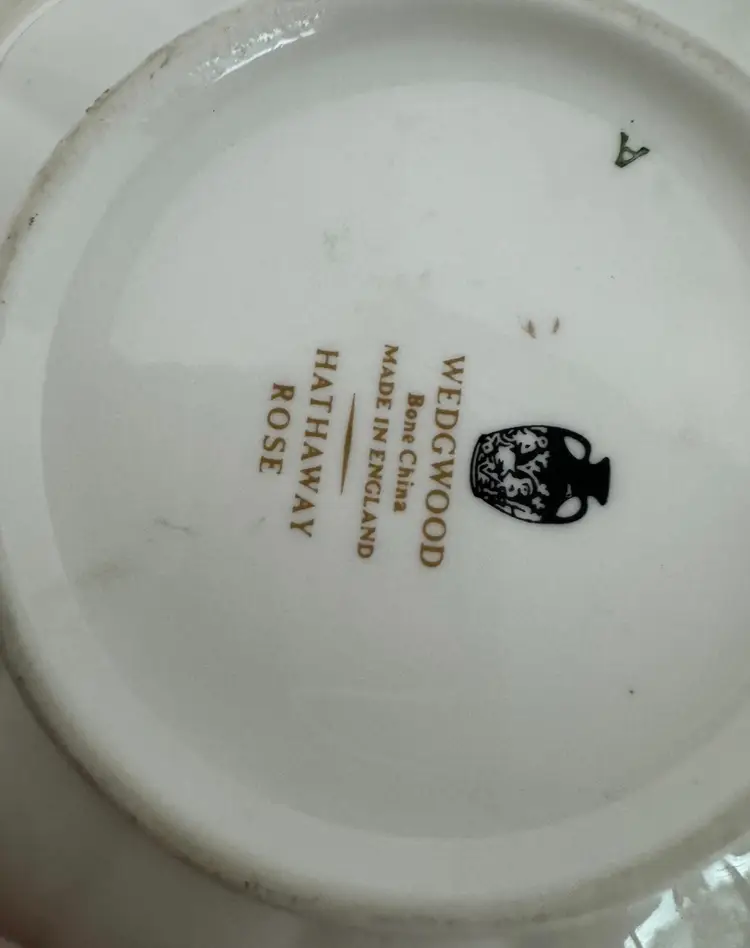 A
WEDGWOOD
Bone China
MADE IN ENGLAND
HATHAWAY
ROSE